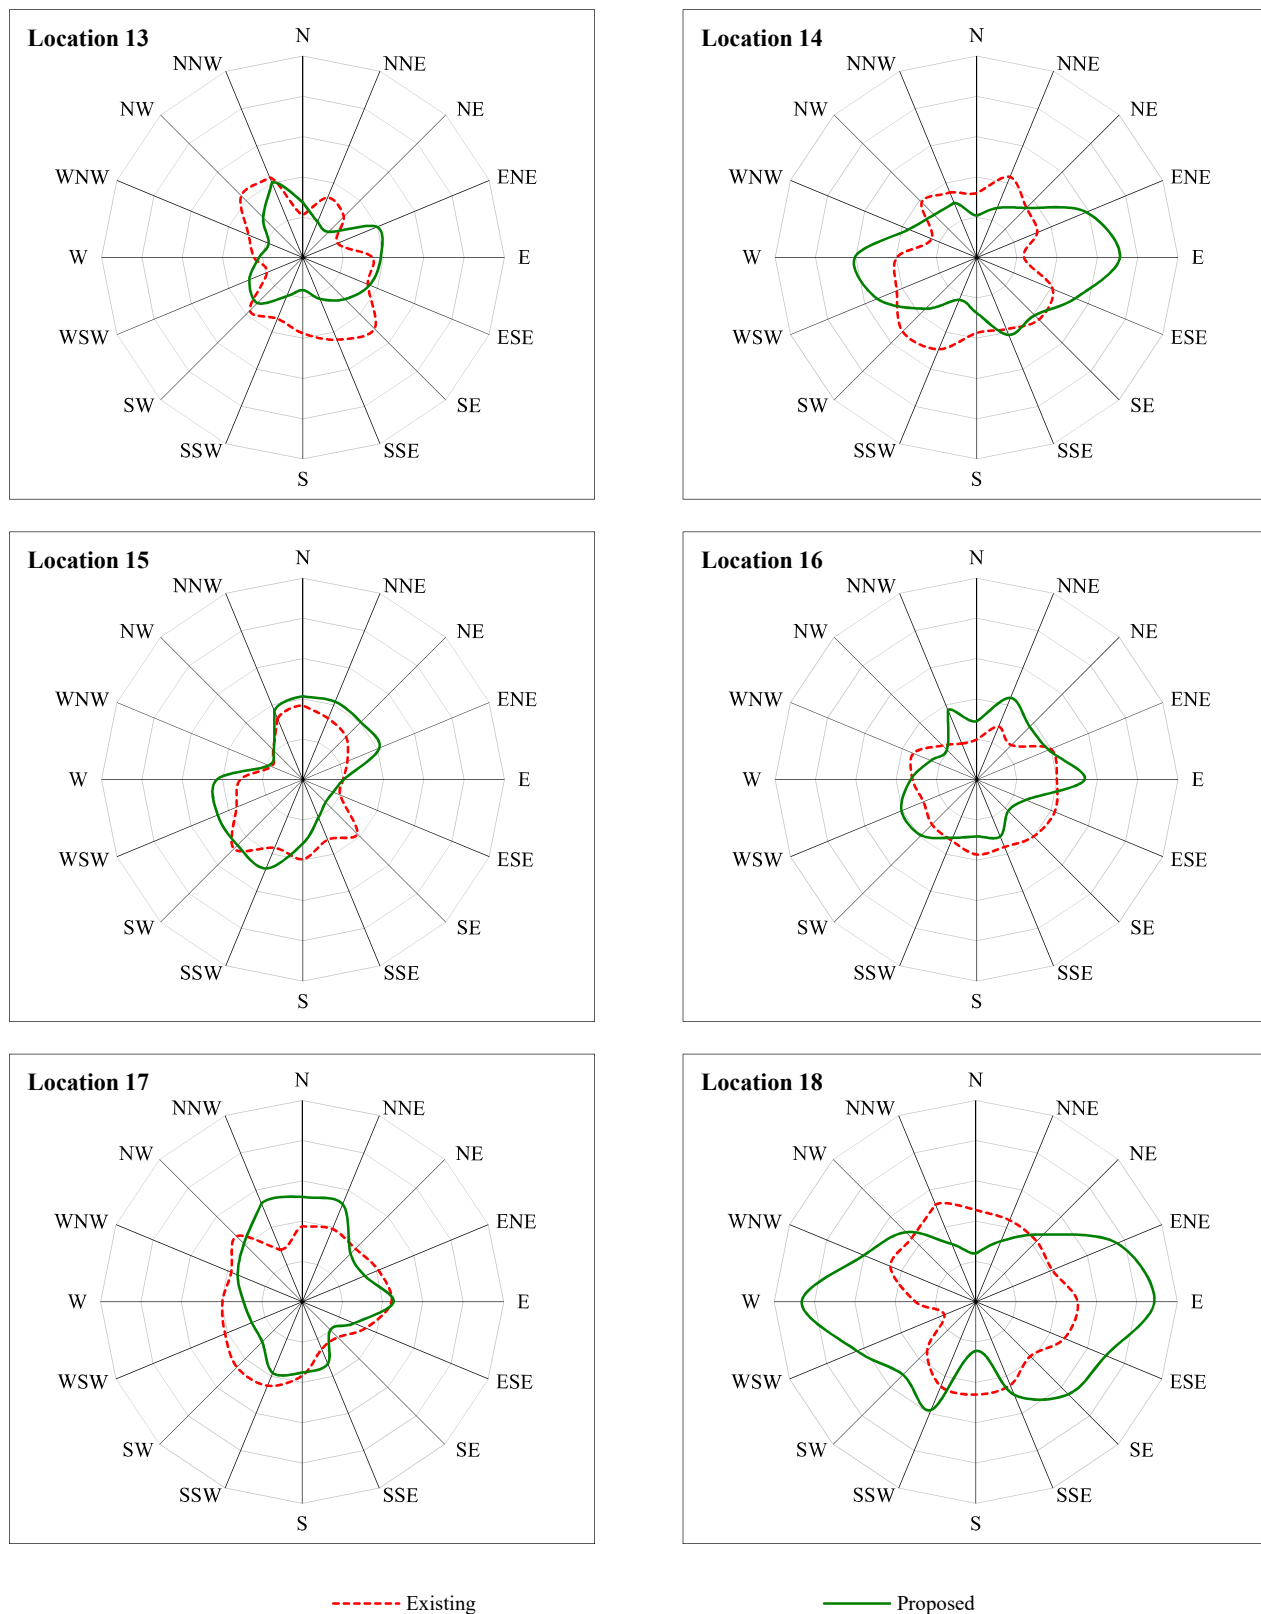 Location 13
N
NNW
NNE
NW
NE
WNW
ENE
W
E
WSW
ESE
SW
SE
SSW
SSE
S
Location 14
N
NNW
NNE
NW
NE
WNW
ENE
W
E
WSW
ESE
SW
SE
SSW
SSE
S
Location 15
N
NNW
NNE
NW
NE
WNW
ENE
W
E
WSW
ESE
SW
SE
SSW
SSE
S
Location 16
N
NNW
NNE
NW
NE
WNW
ENE
W
E
WSW
ESE
SW
SE
SSW
SSE
S
Location 17
N
NNW
NNE
NW
NE
WNW
ENE
W
E
WSW
ESE
SW
SE
SSW
SSE
S
Location 18
N
NNW
NNE
NW
NE
WNW
ENE
W
E
WSW
ESE
SW
SE
SSW
SSE
S
Existing
Proposed